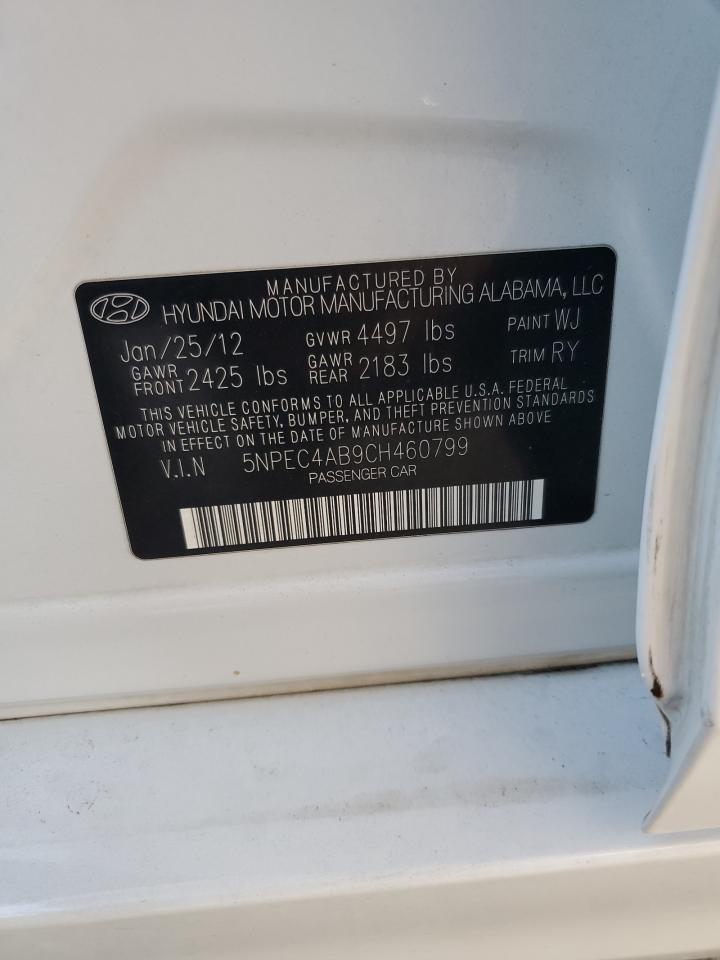 MANUFACTURED BY
HYUNDAI MOTOR MANUFACTURING ALABAMA, LLC
Jan/25/12 GVWR 4497 lbs PAINT WJ
GAWR FRONT 2425 lbs GAWR REAR 2183 lbs TRIM RY
THIS VEHICLE CONFORMS TO ALL APPLICABLE U.S.A. FEDERAL
MOTOR VEHICLE SAFETY, BUMPER, AND THEFT PREVENTION STANDARDS
IN EFFECT ON THE DATE OF MANUFACTURE SHOWN ABOVE
V.I.N 5NPEC4AB9CH460799
PASSENGER CAR